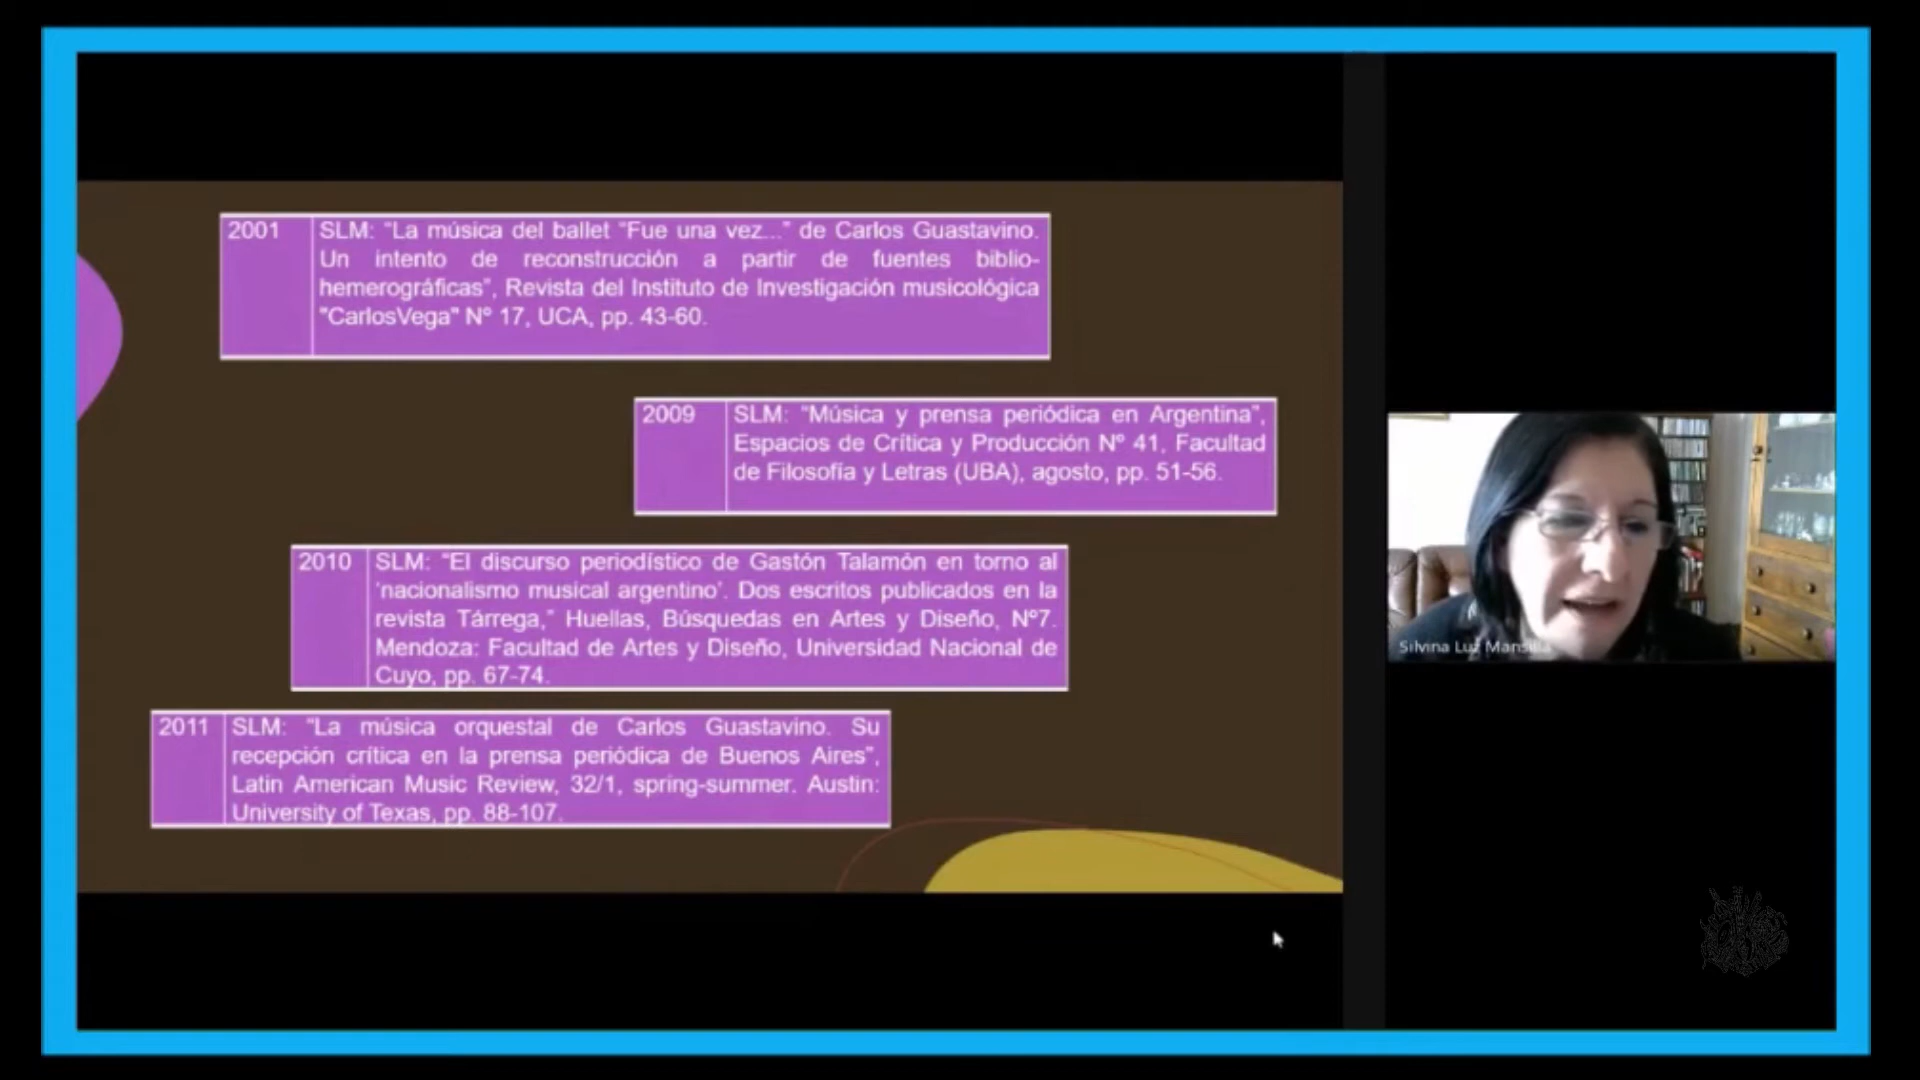 2001
SLM: “La música del ballet “Fue una vez...” de Carlos Guastavino.
Un intento de reconstrucción a partir de fuentes biblio-
hemerográficas”, Revista del Instituto de Investigación musicológica
"CarlosVega" Nº 17, UCA, pp. 43-60.
2009
SLM: “Música y prensa periódica en Argentina”,
Espacios de Crítica y Producción Nº 41, Facultad
de Filosofía y Letras (UBA), agosto, pp. 51-56.
2010
SLM: “El discurso periodístico de Gastón Talamón en torno al
‘nacionalismo musical argentino’. Dos escritos publicados en la
revista Tárrega,” Huellas, Búsquedas en Artes y Diseño, Nº7.
Mendoza: Facultad de Artes y Diseño, Universidad Nacional de
Cuyo, pp. 67-74.
2011
SLM: “La música orquestal de Carlos Guastavino. Su
recepción crítica en la prensa periódica de Buenos Aires”,
Latin American Music Review, 32/1, spring-summer. Austin:
University of Texas, pp. 88-107.
Silvina Luz Mansilla